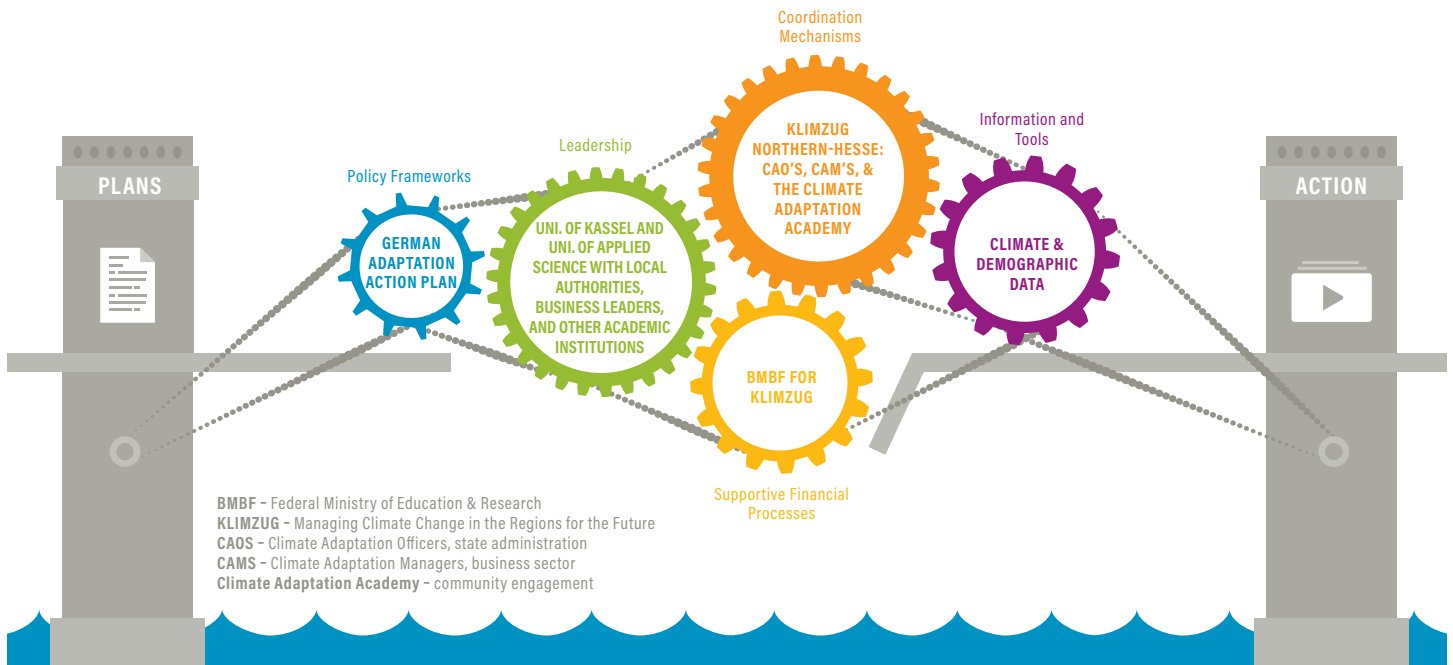 Coordination
Mechanisms
Information and
Tools
Leadership
Policy Frameworks
PLANS
ACTION
GERMAN
ADAPTATION
ACTION PLAN
UNI. OF KASSEL AND
UNI. OF APPLIED
SCIENCE WITH LOCAL
AUTHORITIES,
BUSINESS LEADERS,
AND OTHER ACADEMIC
INSTITUTIONS
KLIMZUG
NORTHERN-HESSE:
CAO'S, CAM'S, &
THE CLIMATE
ADAPTATION
ACADEMY
CLIMATE &
DEMOGRAPHIC
DATA
BMBF FOR
KLIMZUG
Supportive Financial
Processes
BMBF – Federal Ministry of Education & Research
KLIMZUG – Managing Climate Change in the Regions for the Future
CAOS – Climate Adaptation Officers, state administration
CAMS – Climate Adaptation Managers, business sector
Climate Adaptation Academy – community engagement